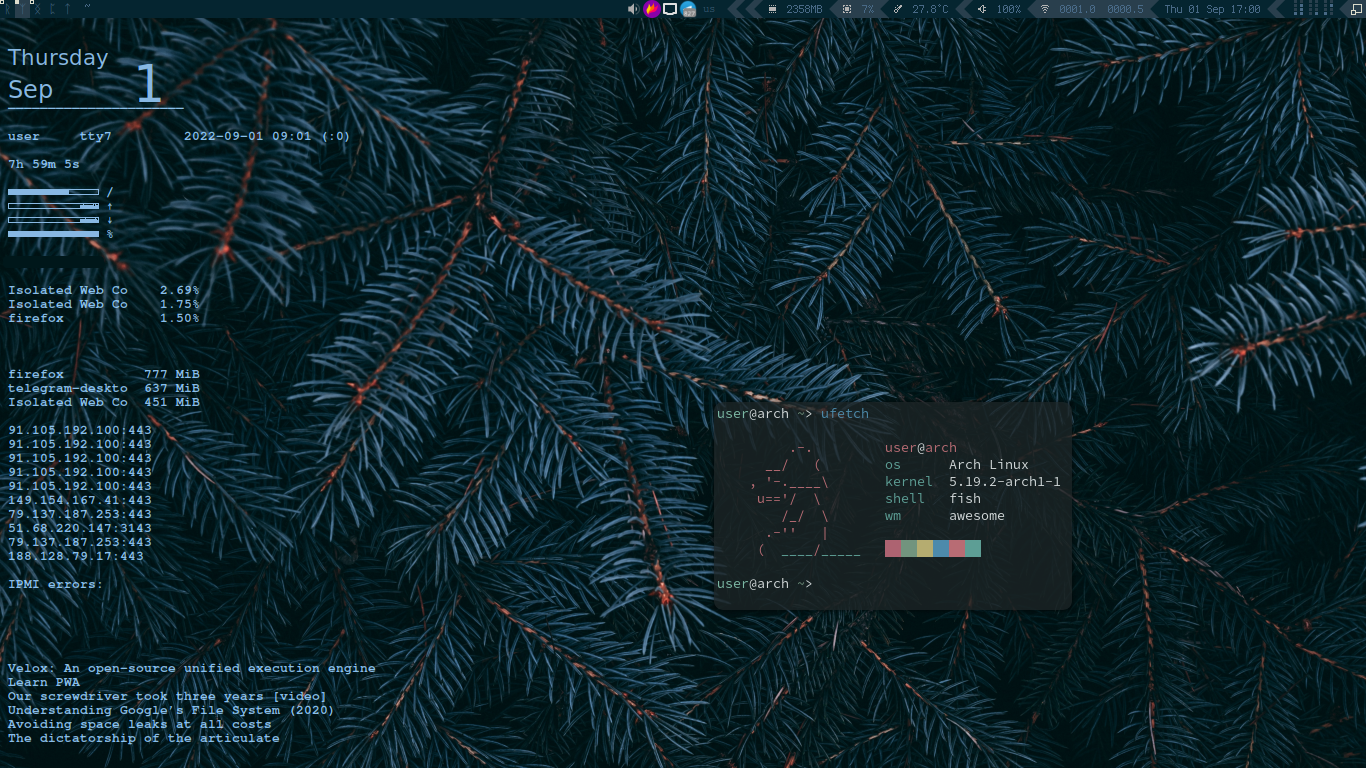 us 2358MB 7% 27.8°C 100% 0001.0 0000.5 Thu 01 Sep 17:00
Thursday
Sep 1
user tty7 2022-09-01 09:01 (:0)
7h 59m 5s
/
↑
↓
%
Isolated Web Co 2.69%
Isolated Web Co 1.75%
firefox 1.50%
firefox 777 MiB
telegram-deskto 637 MiB
Isolated Web Co 451 MiB
91.105.192.100:443
91.105.192.100:443
91.105.192.100:443
91.105.192.100:443
91.105.192.100:443
149.154.167.41:443
79.137.187.253:443
51.68.220.147:3143
79.137.187.253:443
188.128.79.17:443
IPMI errors:
Velox: An open-source unified execution engine
Learn PWA
Our screwdriver took three years [video]
Understanding Google's File System (2020)
Avoiding space leaks at all costs
The dictatorship of the articulate
user@arch ~> ufetch
user@arch
os Arch Linux
kernel 5.19.2-arch1-1
shell fish
wm awesome
user@arch ~>